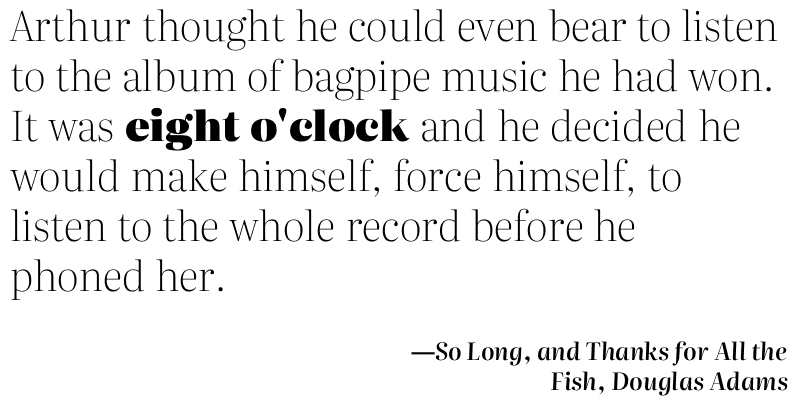 Arthur thought he could even bear to listen
to the album of bagpipe music he had won.
It was eight o'clock and he decided he
would make himself, force himself, to
listen to the whole record before he
phoned her.
—So Long, and Thanks for All the
Fish, Douglas Adams